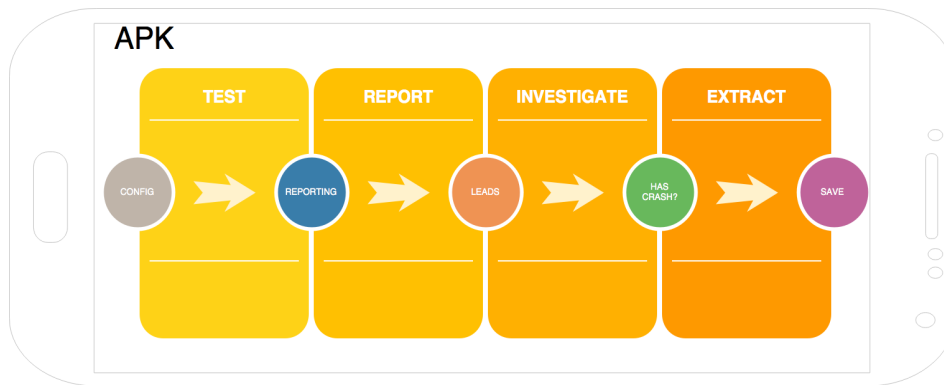 APK
TEST
REPORT
INVESTIGATE
EXTRACT
CONFIG
REPORTING
LEADS
HAS
CRASH?
SAVE